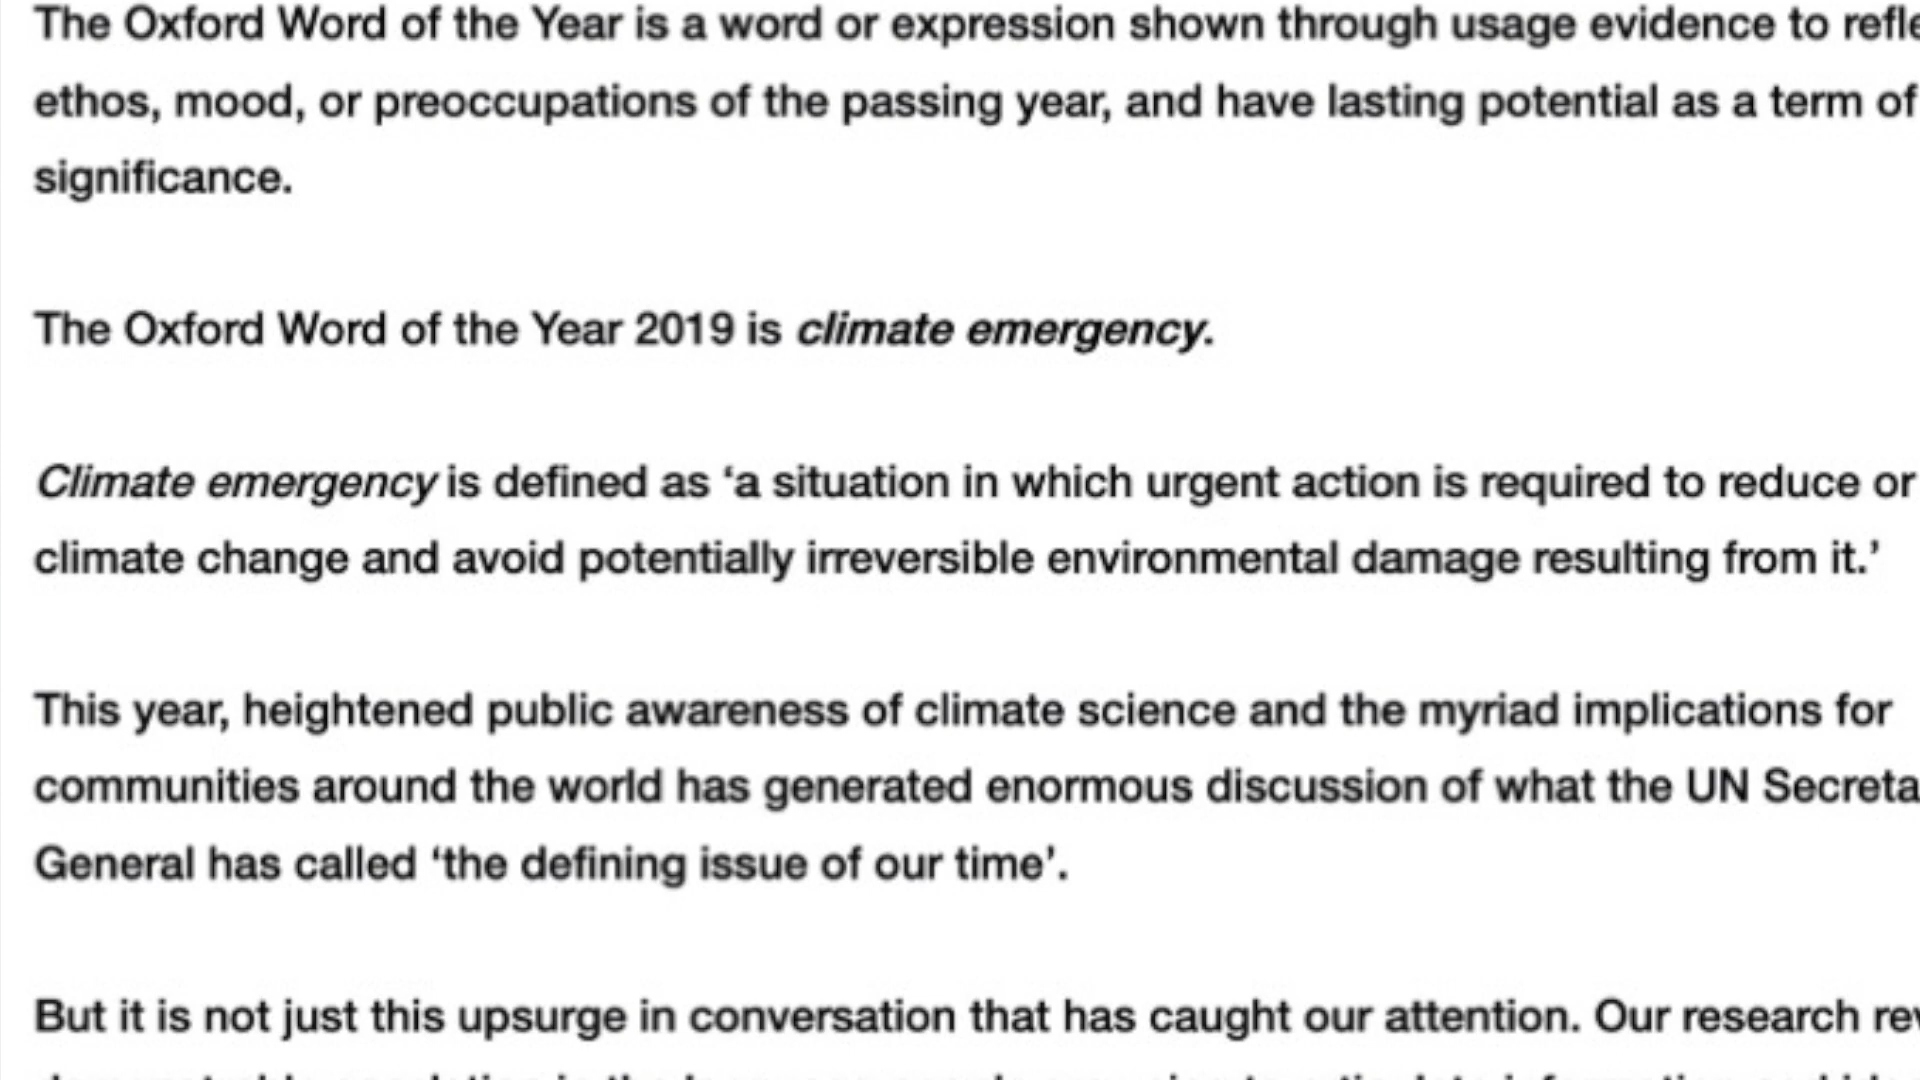 The Oxford Word of the Year is a word or expression shown through usage evidence to
ethos, mood, or preoccupations of the passing year, and have lasting potential as a term of
significance.
The Oxford Word of the Year 2019 is climate emergency.
Climate emergency is defined as ‘a situation in which urgent action is required to reduce or
climate change and avoid potentially irreversible environmental damage resulting from it.’
This year, heightened public awareness of climate science and the myriad implications for
communities around the world has generated enormous discussion of what the UN
General has called ‘the defining issue of our time’.
But it is not just this upsurge in conversation that has caught our attention. Our research